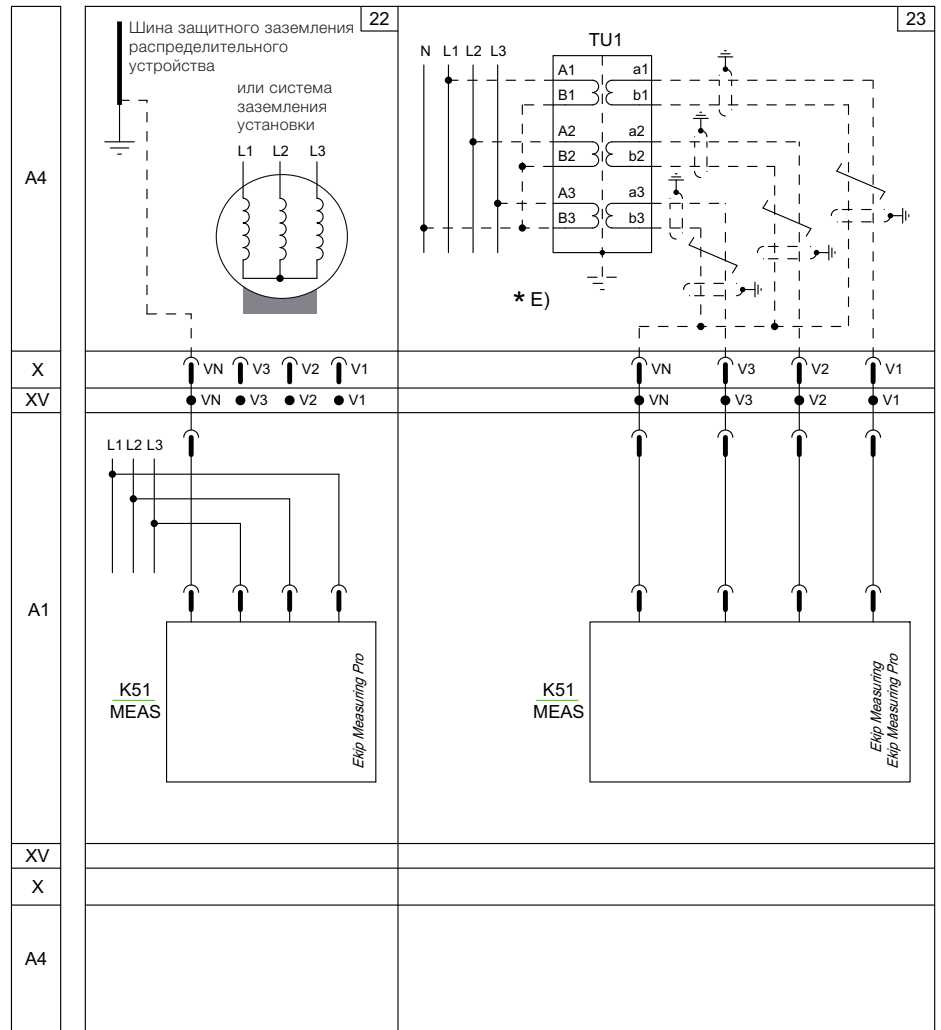 22
Шина защитного заземления
распределительного
устройства
или система
заземления
установки
L1 L2 L3
23
TU1
N L1 L2 L3
A1 a1
B1 b1
A2 a2
B2 b2
A3 a3
B3 b3
* E)
A4
X
VN V3 V2 V1
VN V3 V2 V1
XV
VN V3 V2 V1
VN V3 V2 V1
L1 L2 L3
A1
K51
MEAS
Ekip Measuring Pro
K51
MEAS
Ekip Measuring
Ekip Measuring Pro
XV
X
A4